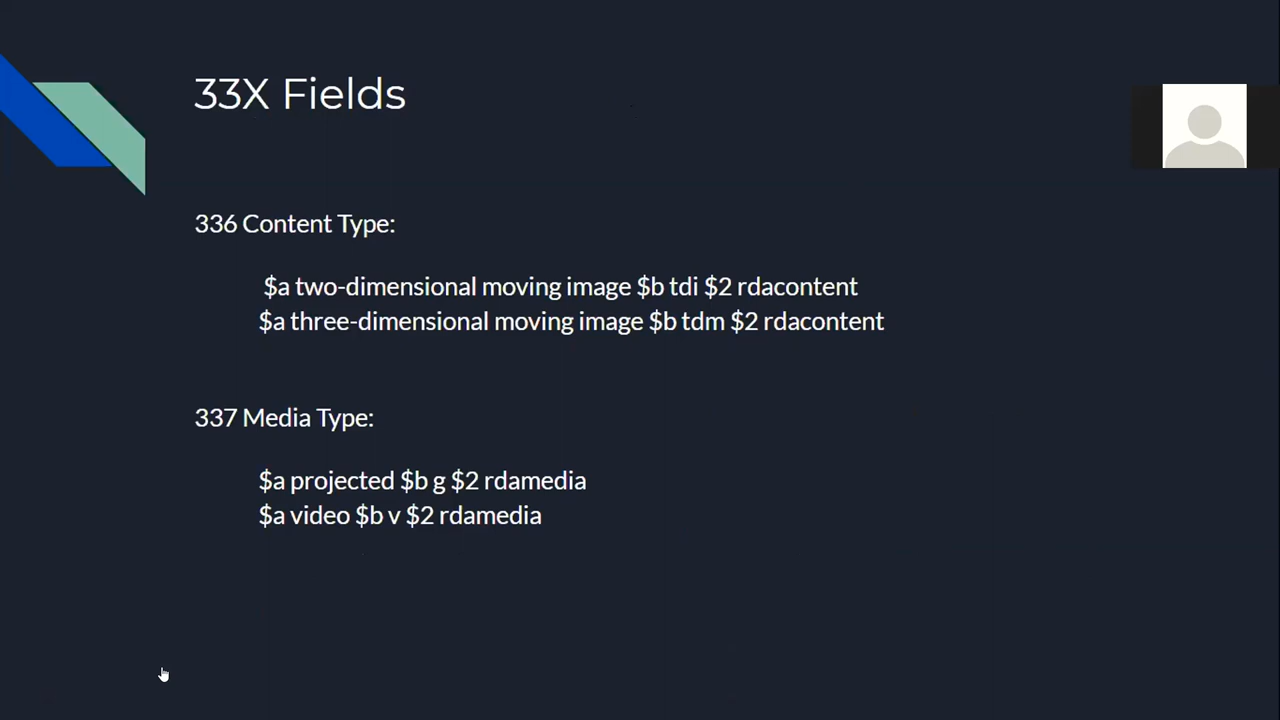 33X Fields
336 Content Type:
$a two-dimensional moving image $b tdi $2 rdacontent
$a three-dimensional moving image $b tdm $2 rdacontent
337 Media Type:
$a projected $b g $2 rdamedia
$a video $b v $2 rdamedia